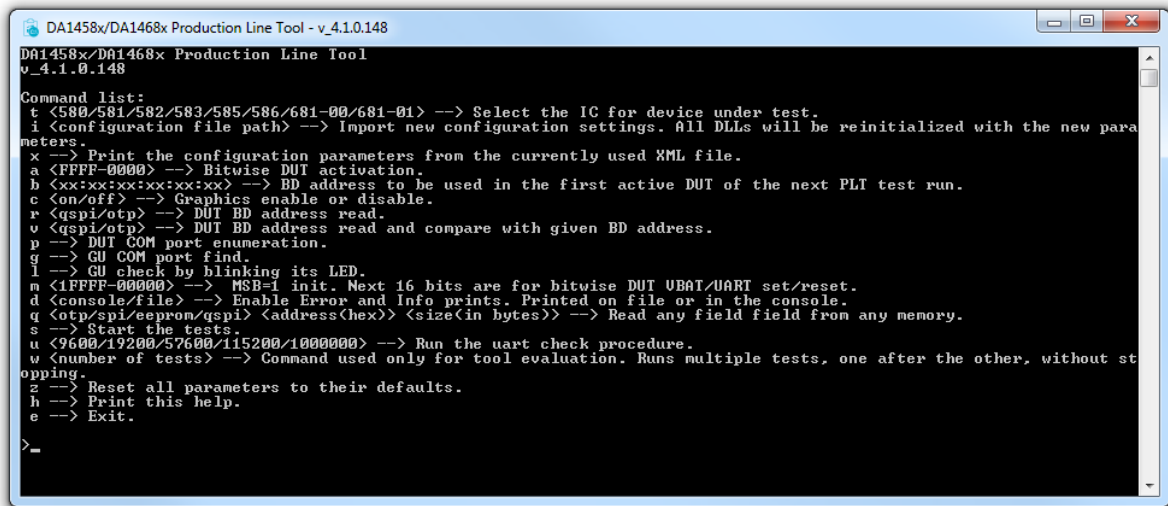 DA1458x/DA1468x Production Line Tool - v_4.1.0.148
DA1458x/DA1468x Production Line Tool
v_4.1.0.148
Command list:
t <580/581/582/583/585/586/681-00/681-01> --> Select the IC for device under test.
i <configuration file path> --> Import new configuration settings. All DLLs will be reinitialized with the new para
meters.
x --> Print the configuration parameters from the currently used XML file.
a <FFFF-0000> --> Bitwise DUT activation.
b <xx:xx:xx:xx:xx:xx> --> BD address to be used in the first active DUT of the next PLT test run.
c <on/off> --> Graphics enable or disable.
r <qspi/otp> --> DUT BD address read.
v <qspi/otp> --> DUT BD address read and compare with given BD address.
p --> DUT COM port enumeration.
g --> GU COM port find.
l --> GU check by blinking its LED.
m <1FFFF-00000> -->  MSB=1 init. Next 16 bits are for bitwise DUT VBAT/UART set/reset.
d <console/file> --> Enable Error and Info prints. Printed on file or in the console.
q <otp/spi/eeprom/qspi> <address(hex)> <size(in bytes)> --> Read any field field from any memory.
s --> Start the tests.
u <9600/19200/57600/115200/1000000> --> Run the uart check procedure.
w <number of tests> --> Command used only for tool evaluation. Runs multiple tests, one after the other, without st
opping.
z --> Reset all parameters to their defaults.
h --> Print this help.
e --> Exit.
>_